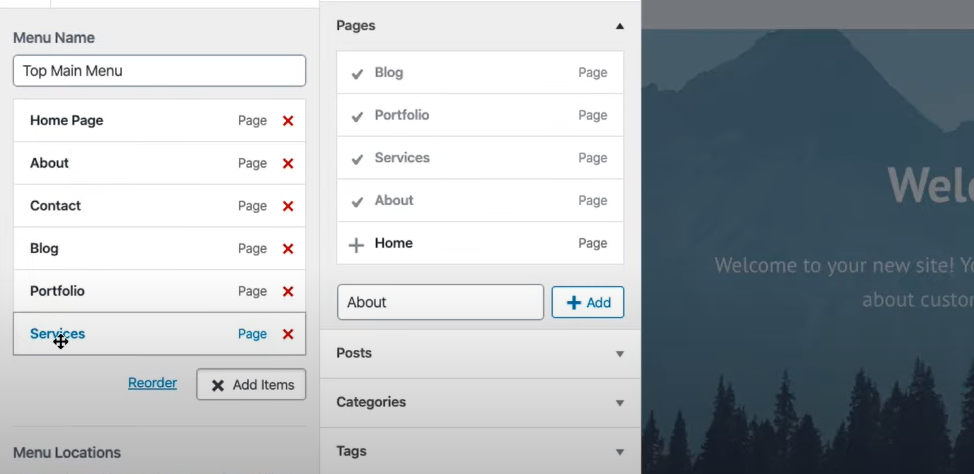 Menu Name
Top Main Menu
Home Page Page
About Page
Contact Page
Blog Page
Portfolio Page
Services Page
Reorder Add Items
Menu Locations
Pages
Blog Page
Portfolio Page
Services Page
About Page
Home Page
About Add
Posts
Categories
Tags
Welcome to your new site!
about